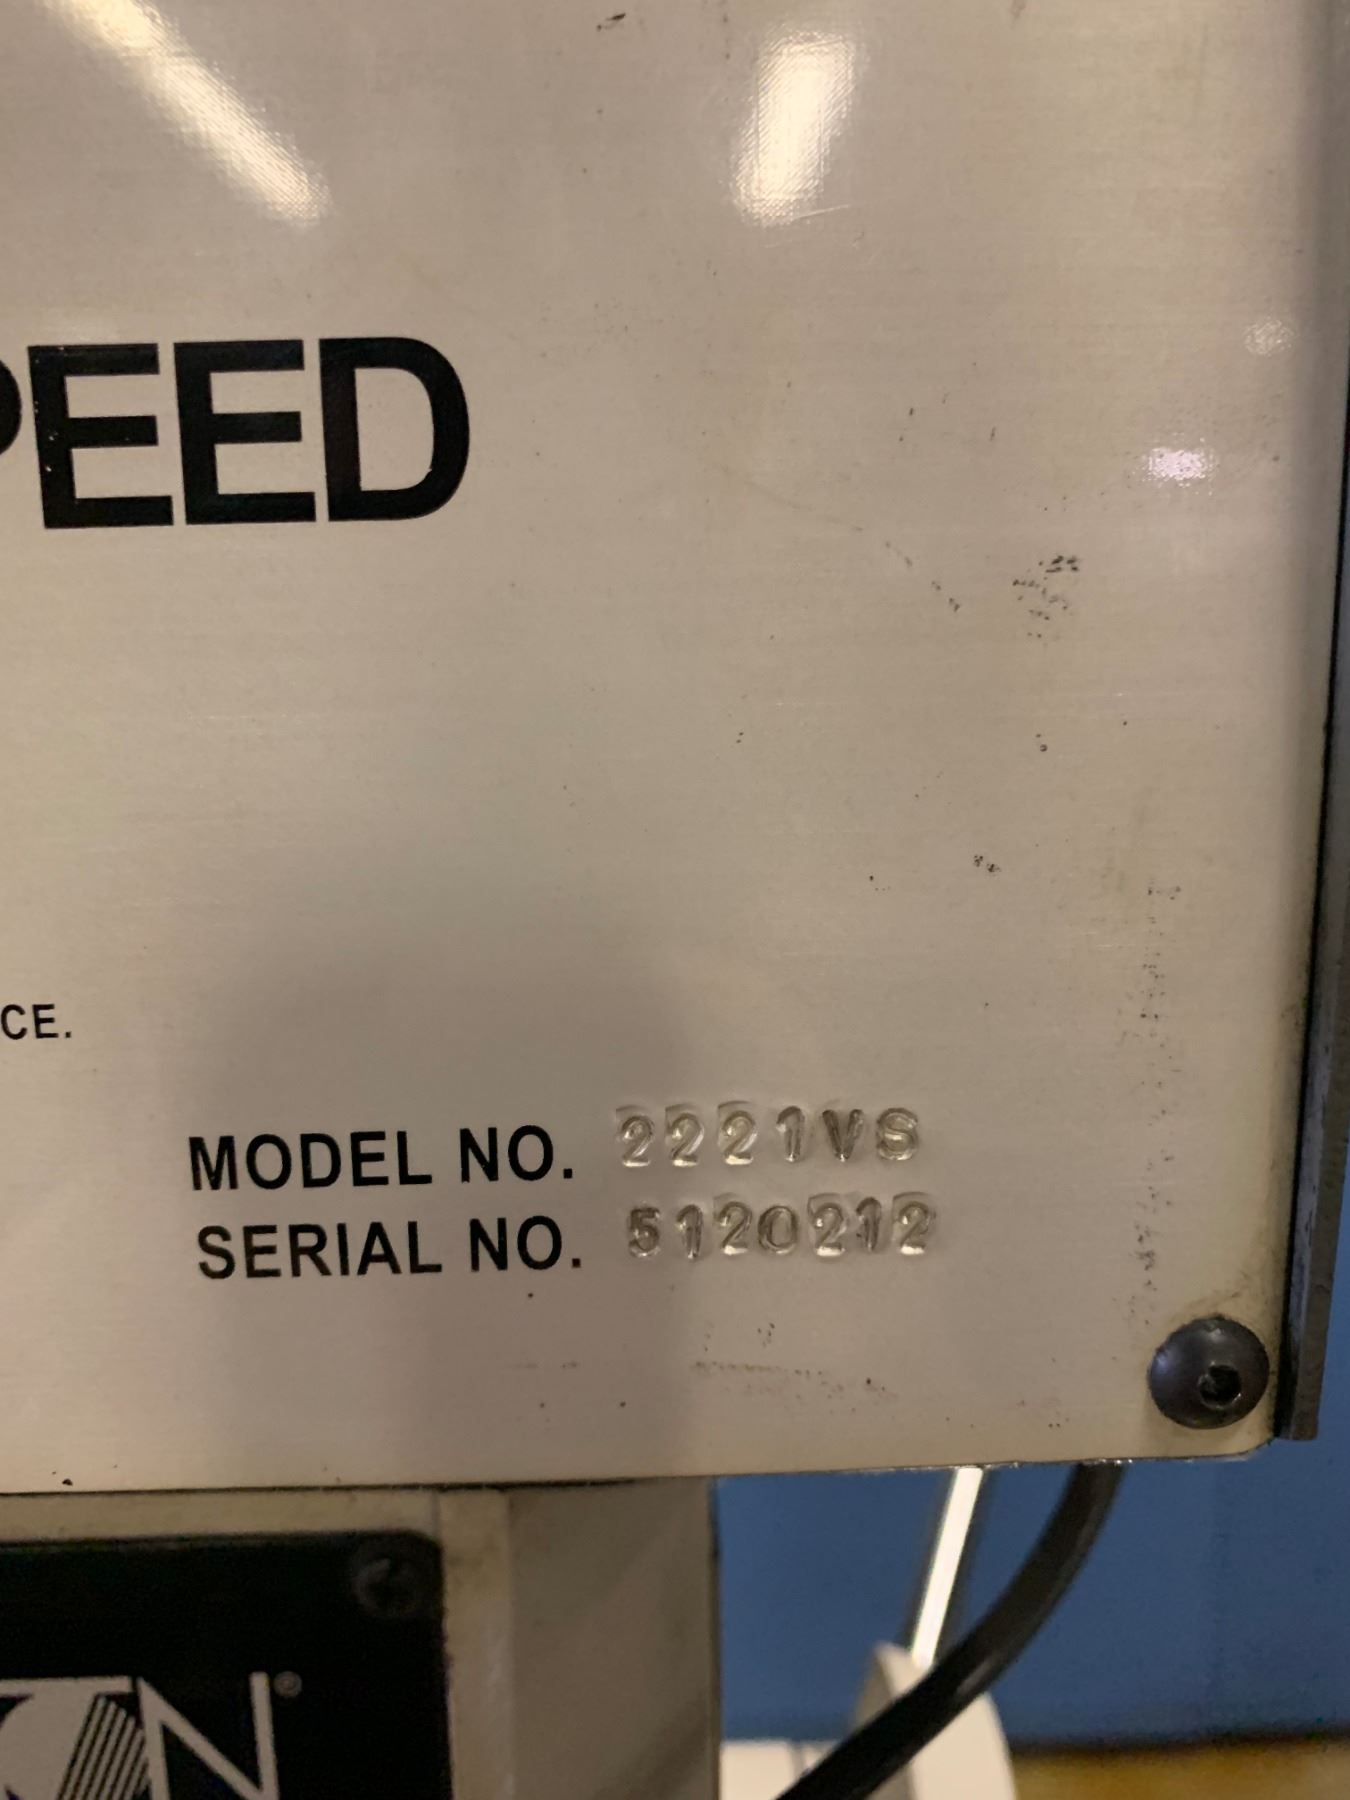 PEED
CE.
MODEL NO. 2221VS
SERIAL NO. 5120212
N®